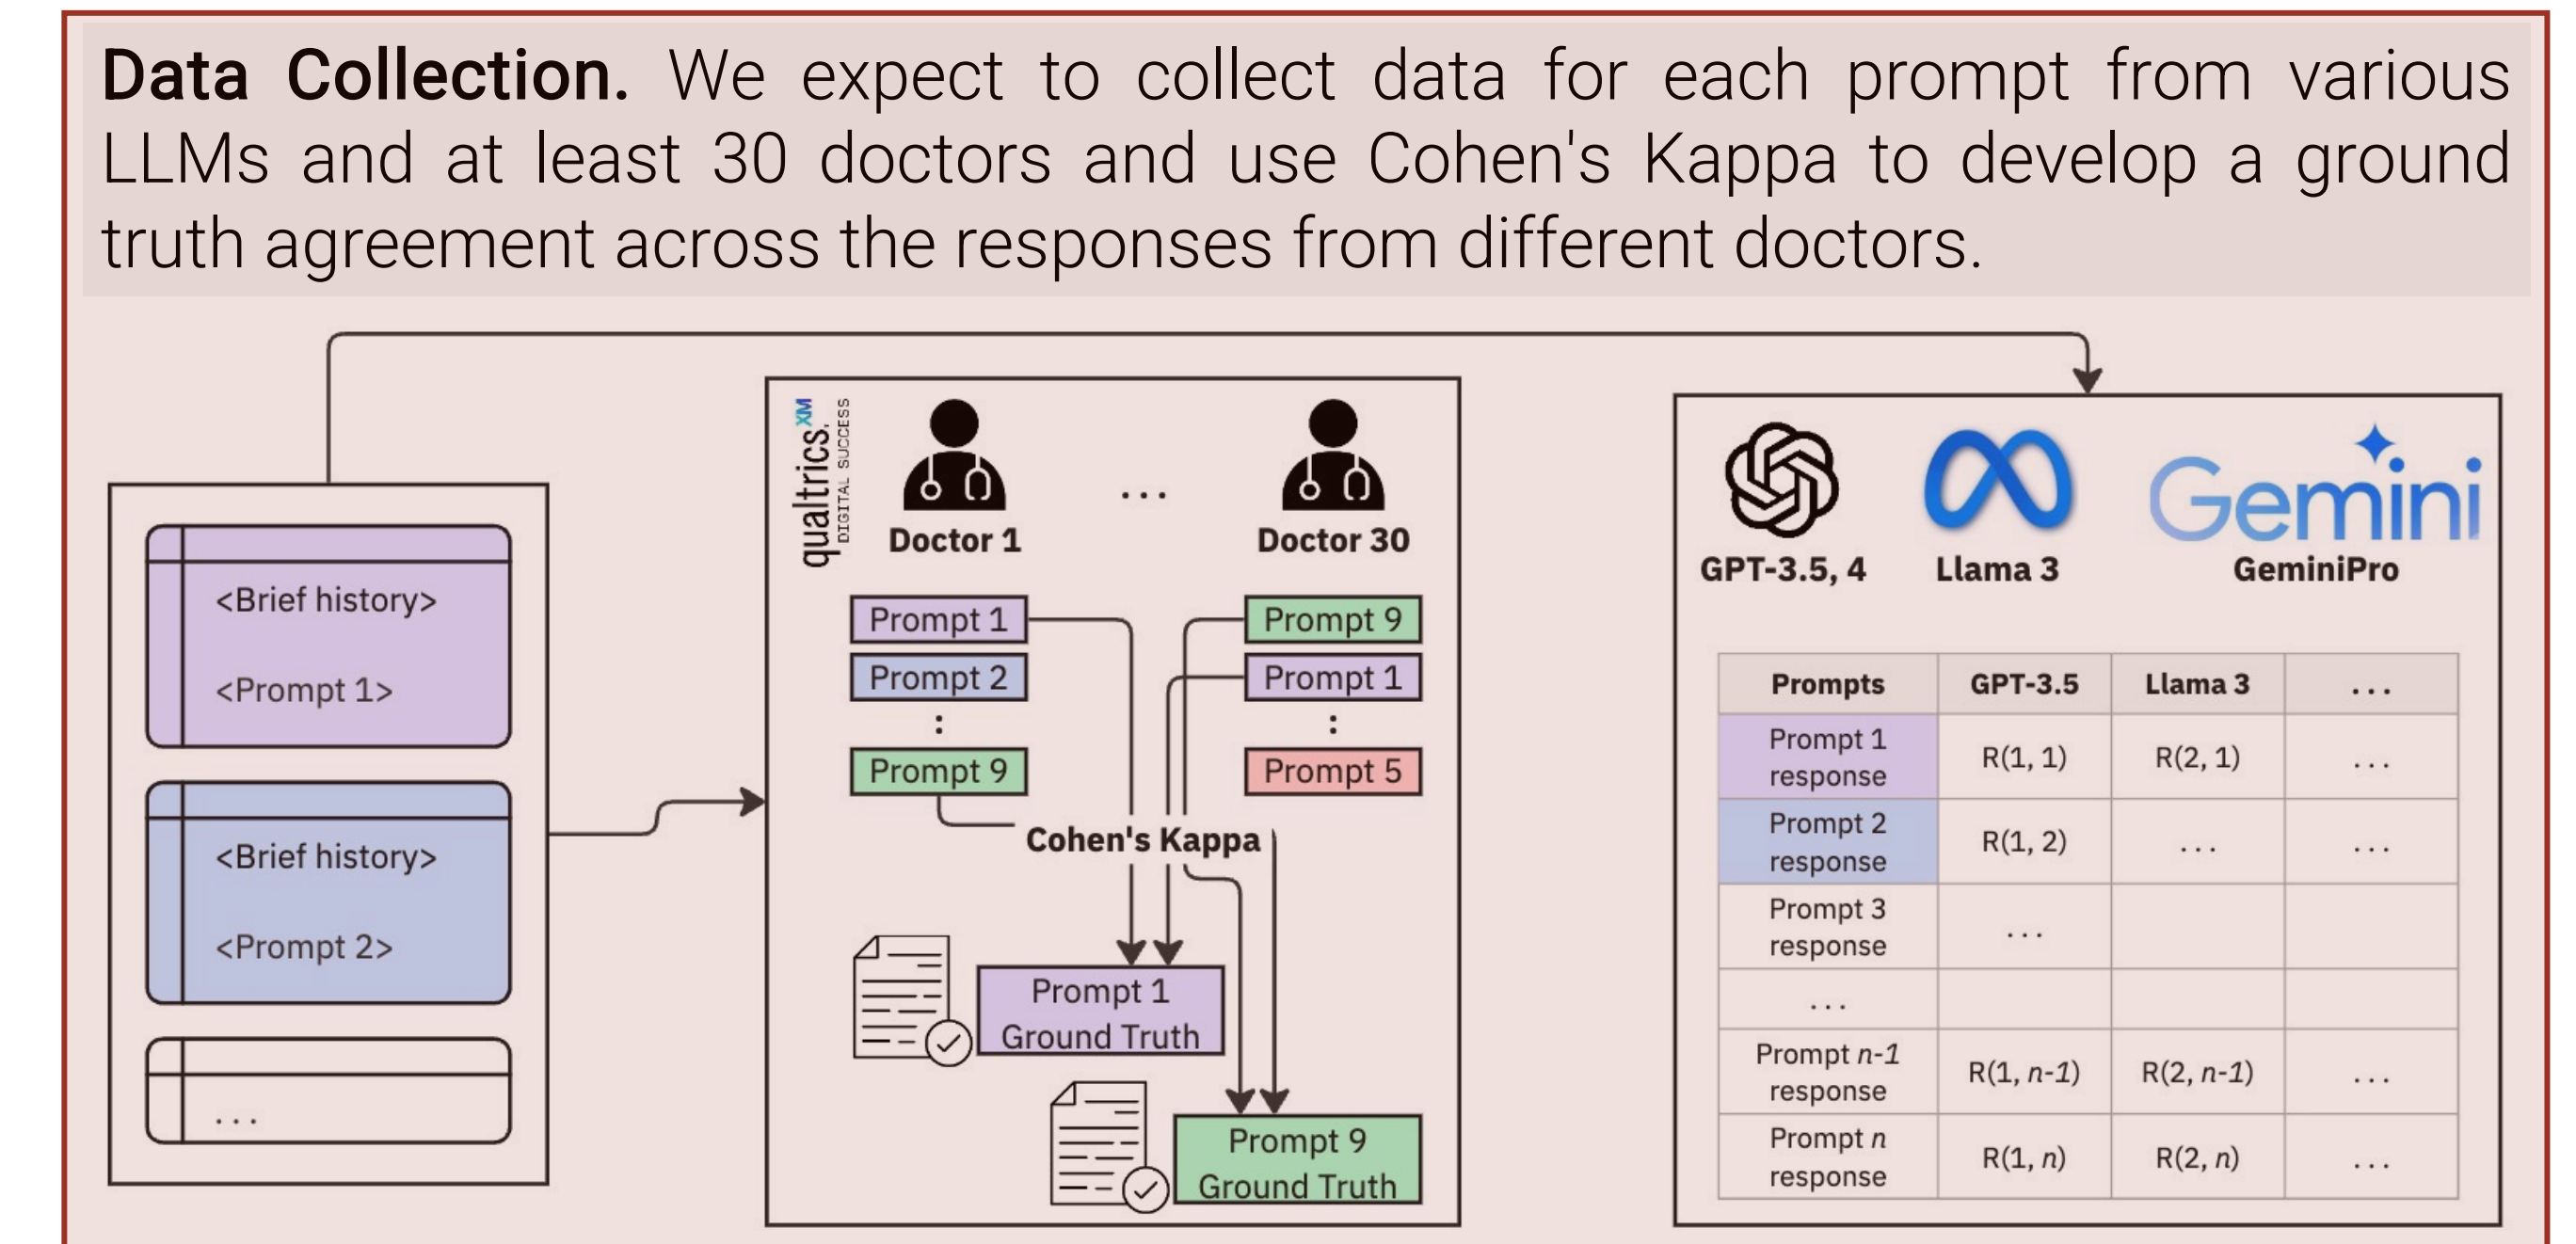 Data Collection. We expect to collect data for each prompt from various
LLMs and at least 30 doctors and use Cohen's Kappa to develop a ground
truth agreement across the responses from different doctors.
<Brief history>
<Prompt 1>
<Brief history>
<Prompt 2>
...
qualtrics.XM
DIGITAL SUCCESS
Doctor 1
...
Doctor 30
Prompt 1
Prompt 2
:
Prompt 9
Prompt 9
Prompt 1
:
Prompt 5
Cohen's Kappa
Prompt 1
Ground Truth
Prompt 9
Ground Truth
Gemini
GPT-3.5, 4
Llama 3
GeminiPro
Prompts GPT-3.5 Llama 3 ...
Prompt 1
response R(1, 1) R(2, 1) ...
Prompt 2
response R(1, 2) ... ...
Prompt 3
response ...
...
Prompt n-1
response R(1, n-1) R(2, n-1) ...
Prompt n
response R(1, n) R(2, n) ...